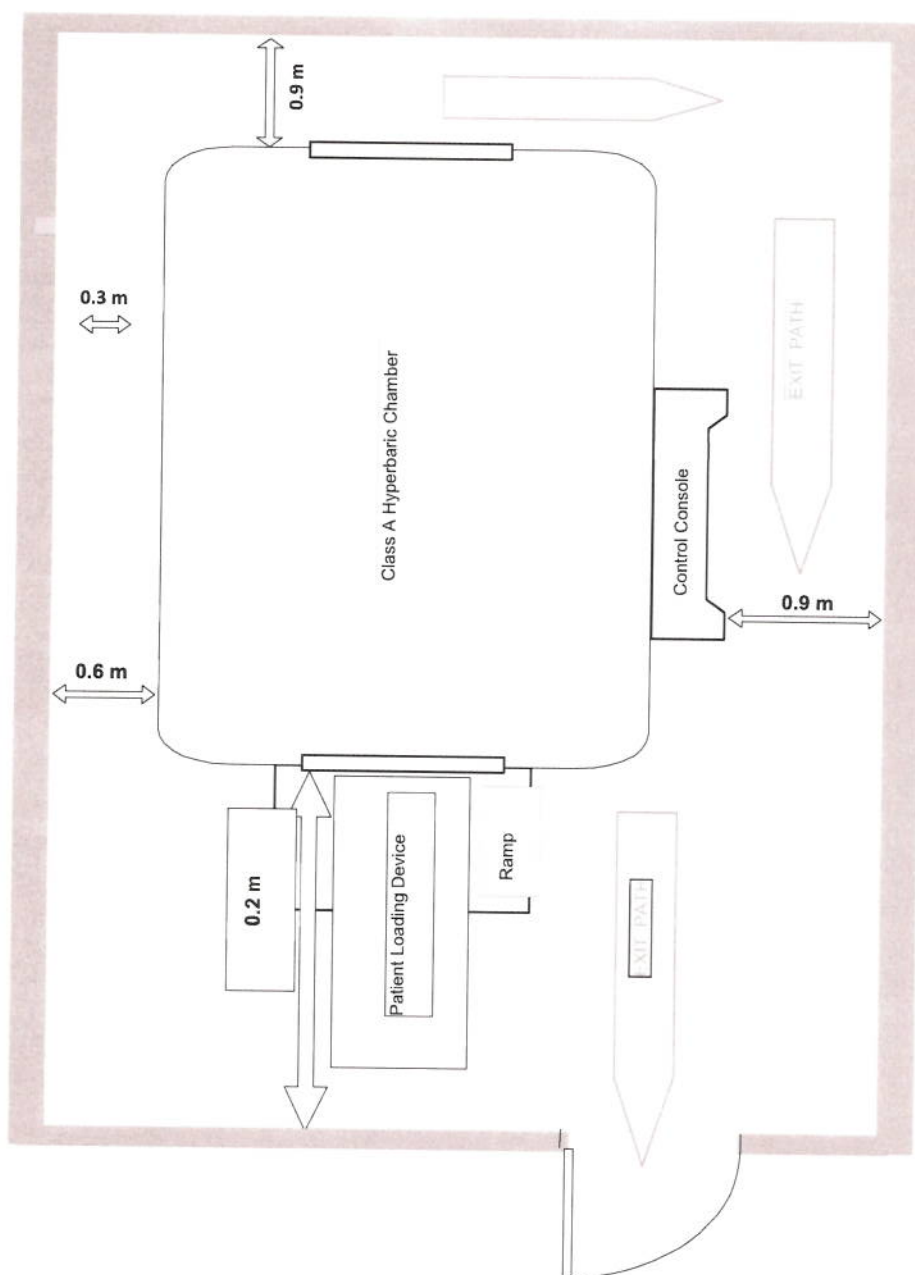 0.9 m
0.3 m
EXIT PATH
Class A Hyperbaric Chamber
Control Console
0.9 m
0.6 m
0.2 m
Patient Loading Device
Ramp
EXIT PATH